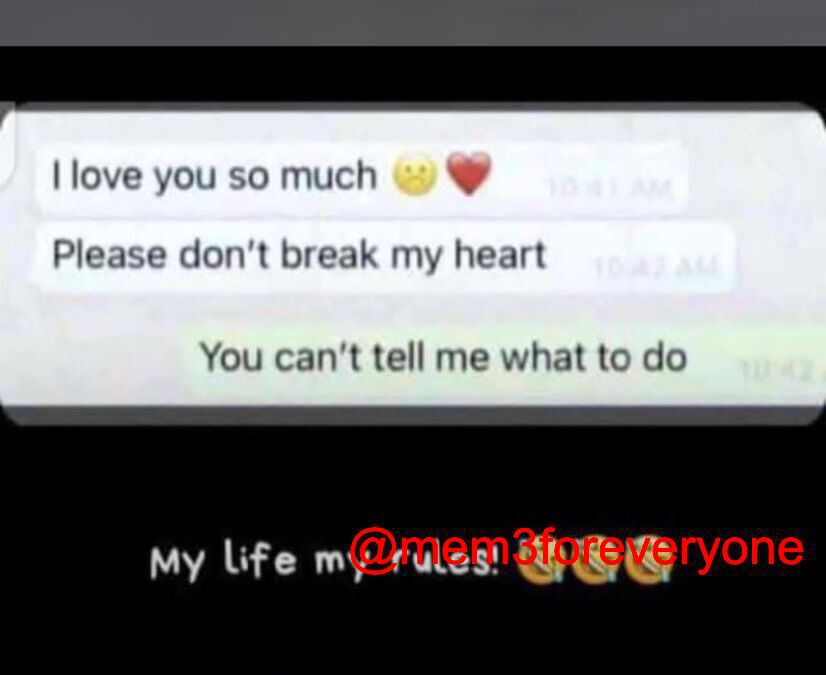 I love you so much 🙁❤️ 10:41 AM
Please don't break my heart 10:42 AM
You can't tell me what to do 10:42
My life my rules! 🤣🤣🤣
@mem3foreveryone